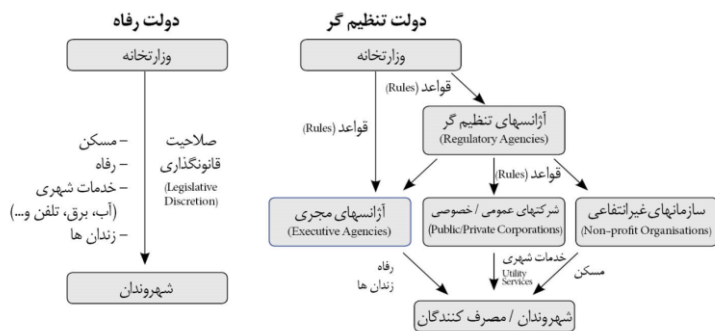 دولت رفاه
وزارتخانه
صلاحیت
قانونگذاری
(Legislative
Discretion)
– مسکن
– رفاه
– خدمات شهری
(آب، برق، تلفن و...)
– زندان ها
شهروندان
دولت تنظیم گر
وزارتخانه
قواعد (Rules)
آژانسهای تنظیم گر
(Regulatory Agencies)
قواعد
(Rules)
قواعد (Rules)
آژانسهای مجری
(Executive Agencies)
شرکتهای عمومی / خصوصی
(Public/Private Corporations)
سازمانهای غیرانتفاعی
(Non-profit Organisations)
رفاه
زندان ها
خدمات شهری
Utility
Services
مسکن
شهروندان / مصرف کنندگان